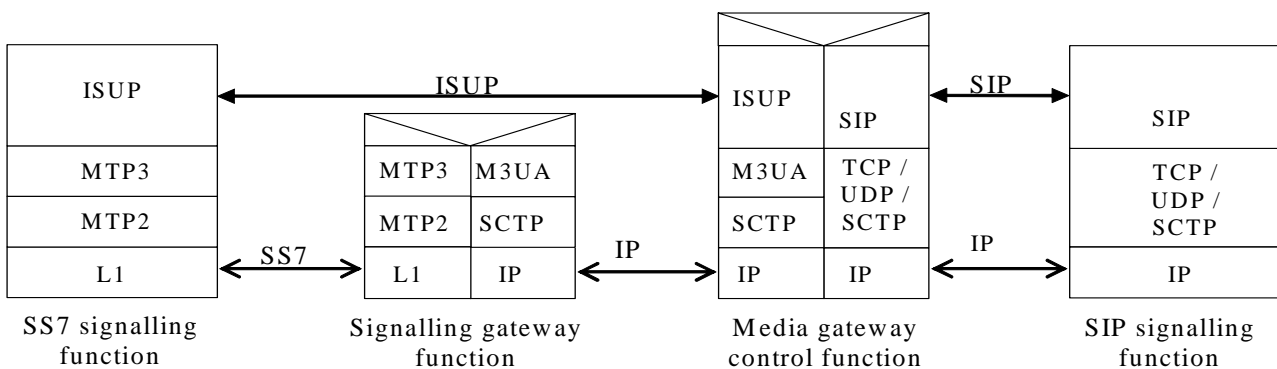 ISUP
MTP3
MTP2
L1
SS7 signalling
function
ISUP
SS7
MTP3
M3UA
MTP2
SCTP
L1
IP
Signalling gateway
function
IP
ISUP
SIP
M3UA
TCP /
UDP /
SCTP
SCTP
IP
IP
Media gateway
control function
SIP
IP
SIP
TCP /
UDP /
SCTP
IP
SIP signalling
function